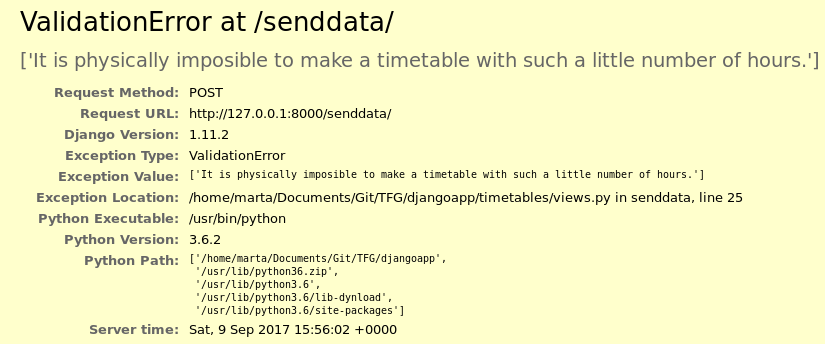 ValidationError at /senddata/
['It is physically imposible to make a timetable with such a little number of hours.']
Request Method: POST
Request URL: http://127.0.0.1:8000/senddata/
Django Version: 1.11.2
Exception Type: ValidationError
Exception Value: ['It is physically imposible to make a timetable with such a little number of hours.']
Exception Location: /home/marta/Documents/Git/TFG/djangoapp/timetables/views.py in senddata, line 25
Python Executable: /usr/bin/python
Python Version: 3.6.2
Python Path: ['/home/marta/Documents/Git/TFG/djangoapp',
'/usr/lib/python36.zip',
'/usr/lib/python3.6',
'/usr/lib/python3.6/lib-dynload',
'/usr/lib/python3.6/site-packages']
Server time: Sat, 9 Sep 2017 15:56:02 +0000